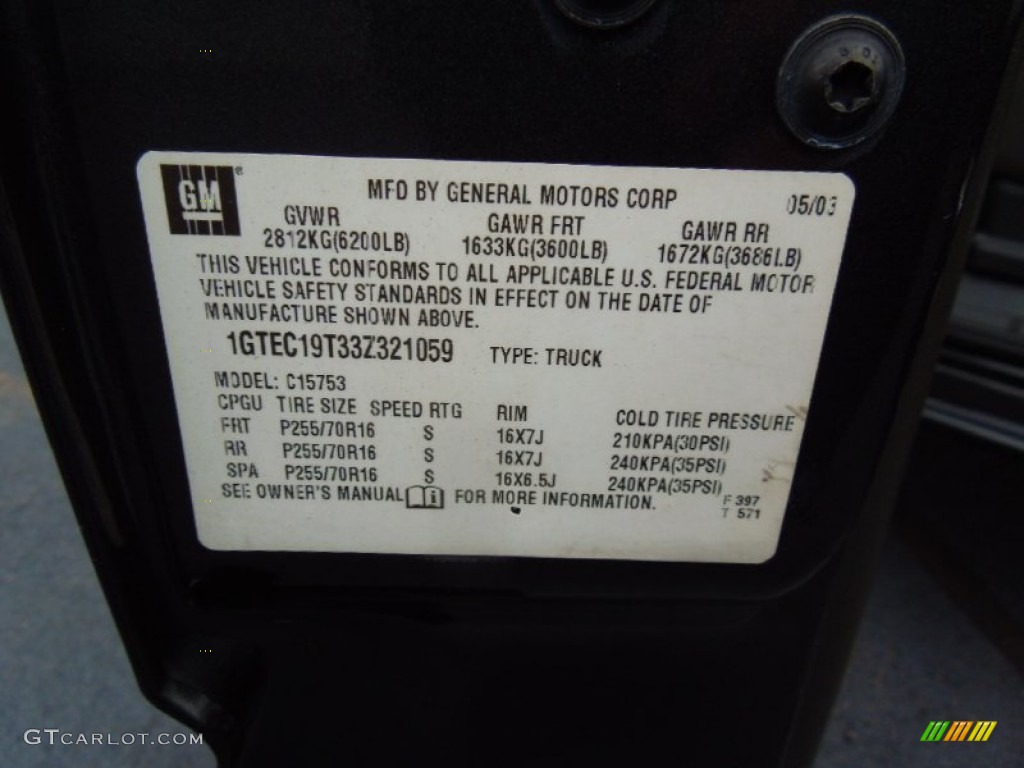 GM ®
MFD BY GENERAL MOTORS CORP 05/03
GVWR GAWR FRT GAWR RR
2812KG(6200LB) 1633KG(3600LB) 1672KG(3686LB)
THIS VEHICLE CONFORMS TO ALL APPLICABLE U.S. FEDERAL MOTOR
VEHICLE SAFETY STANDARDS IN EFFECT ON THE DATE OF
MANUFACTURE SHOWN ABOVE.
1GTEC19T33Z321059 TYPE: TRUCK
MODEL: C15753
CPGU TIRE SIZE SPEED RTG RIM COLD TIRE PRESSURE
FRT P255/70R16 S 16X7J 210KPA(30PSI)
RR P255/70R16 S 16X7J 240KPA(35PSI)
SPA P255/70R16 S 16X6.5J 240KPA(35PSI)
SEE OWNER'S MANUAL i FOR MORE INFORMATION.
F 397
T 571
GTCARLOT.COM